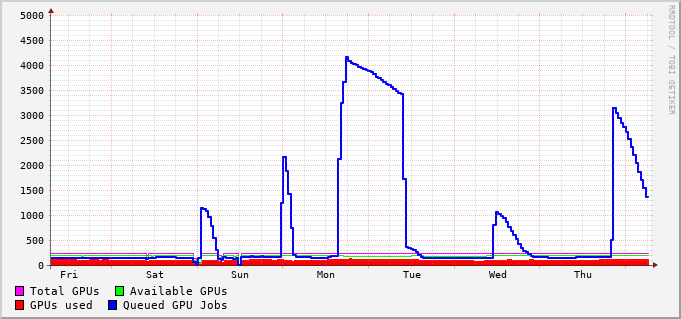 5000
4500
4000
3500
3000
2500
2000
1500
1000
500
0
Fri Sat Sun Mon Tue Wed Thu
Total GPUs Available GPUs
GPUs used Queued GPU Jobs
RRDTOOL / TOBI OETIKER